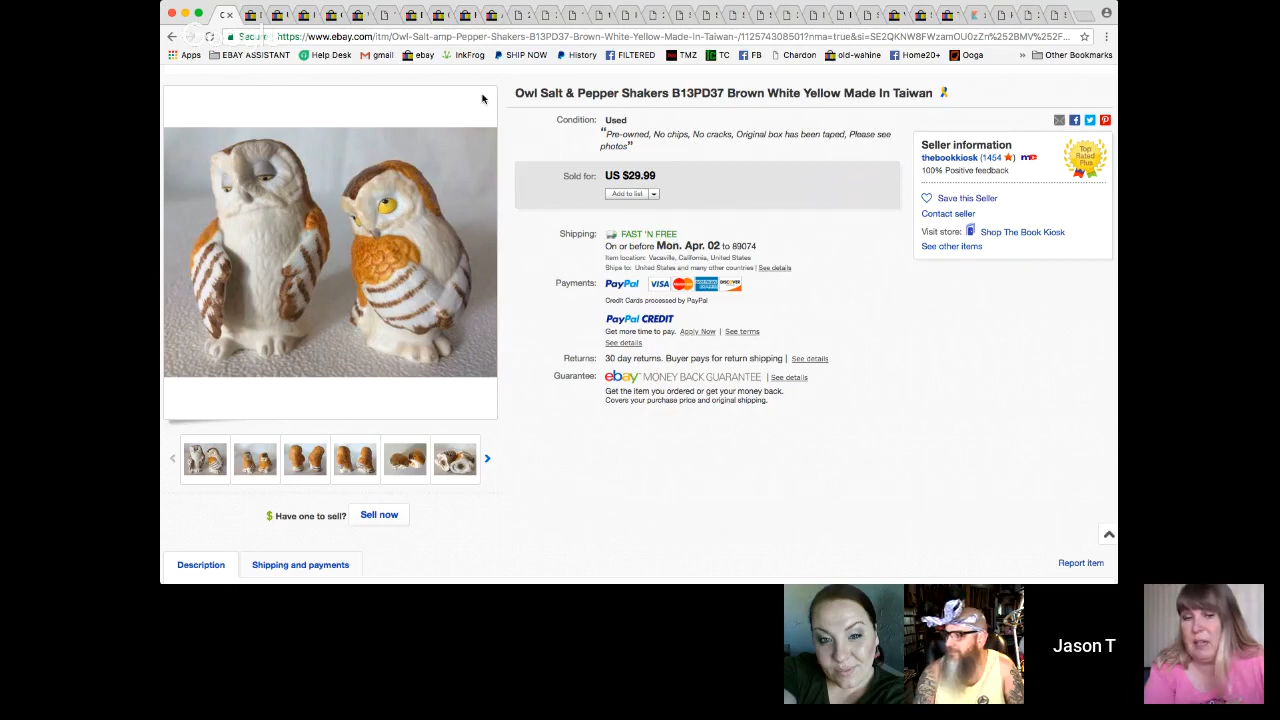 Secure
https://www.ebay.com/itm/Owl-Salt-amp-Pepper-Shakers-B13PD37-Brown-White-Yellow-Made-In-Taiwan-/112574308501?nma=true&si=SE2QKNW8FWzamOU0zZn%252BMV%252F...
Apps EBAY ASSISTANT Help Desk gmail ebay InkFrog SHIP NOW History FILTERED TMZ TC FB Chardon old-wahine Home20+ Ooga » Other Bookmarks
Owl Salt & Pepper Shakers B13PD37 Brown White Yellow Made In Taiwan
Condition: Used
"Pre-owned, No chips, No cracks, Original box has been taped, Please see
photos"
Sold for: US $29.99
Add to list
Shipping: FAST 'N FREE
On or before Mon. Apr. 02 to 89074
Item location: Vacaville, California, United States
Ships to: United States and many other countries | See details
Payments: PayPal VISA MasterCard DISCOVER
Credit Cards processed by PayPal
PayPal CREDIT
Get more time to pay. Apply Now | See terms
See details
Returns: 30 day returns. Buyer pays for return shipping | See details
Guarantee: ebay MONEY BACK GUARANTEE | See details
Get the item you ordered or get your money back.
Covers your purchase price and original shipping.
Seller information
thebookkiosk (1454 ) me
100% Positive feedback
Top
Rated
Plus
Save this Seller
Contact seller
Visit store: Shop The Book Kiosk
See other items
$ Have one to sell? Sell now
Description Shipping and payments
Report item
Jason T